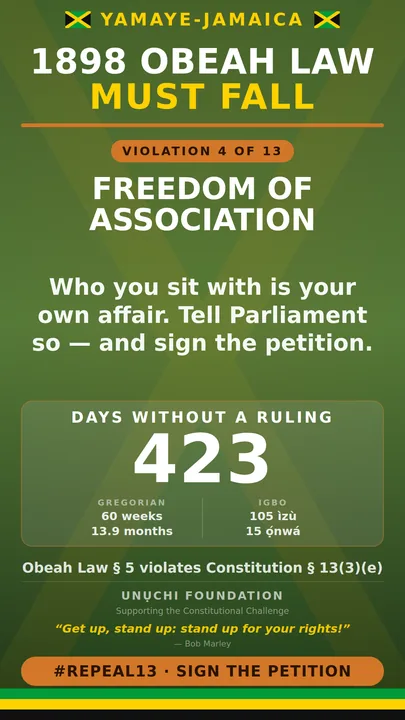 YAMAYE-JAMAICA
1898 OBEAH LAW
MUST FALL
VIOLATION 4 OF 13
FREEDOM OF
ASSOCIATION
Who you sit with is your
own affair. Tell Parliament
so — and sign the petition.
DAYS WITHOUT A RULING
423
GREGORIAN
60 weeks
13.9 months
IGBO
105 ìzù
15 ọ́nwá
Obeah Law § 5 violates Constitution § 13(3)(e)
UNỤCHI FOUNDATION
Supporting the Constitutional Challenge
“Get up, stand up: stand up for your rights!”
— Bob Marley
#REPEAL13 · SIGN THE PETITION